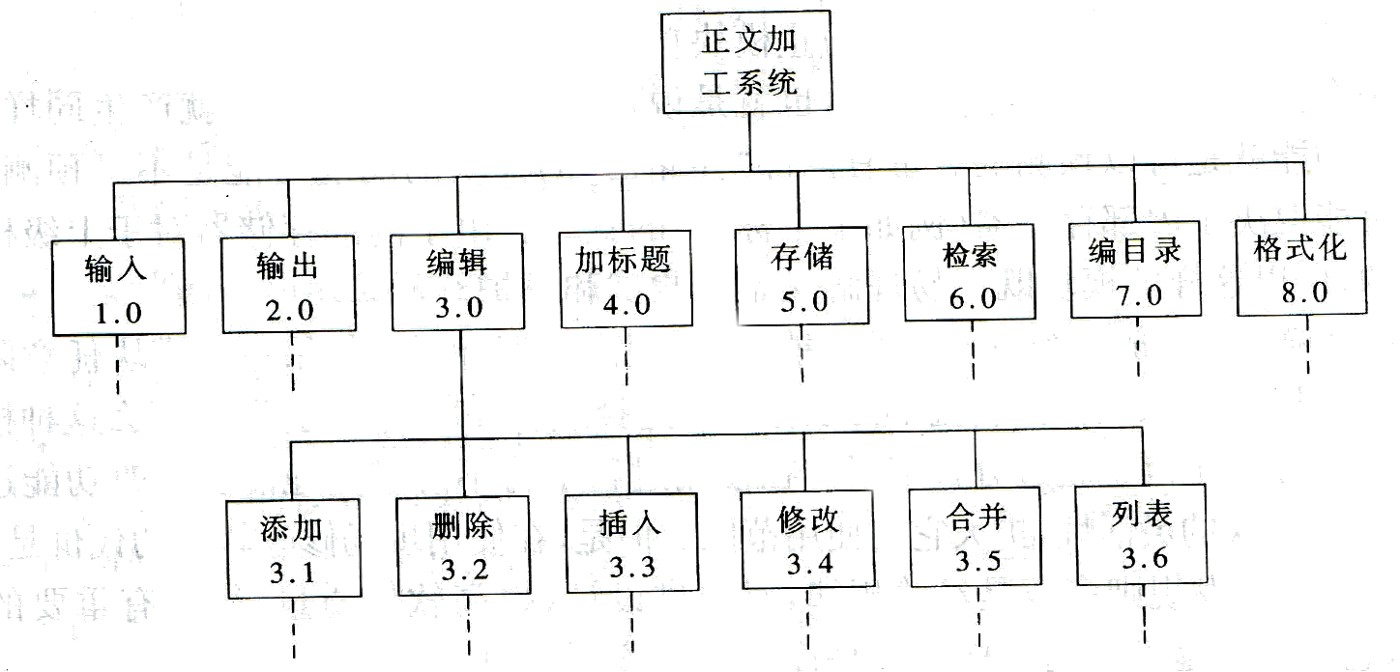 正文加
工系统
输入
1.0
输出
2.0
编辑
3.0
加标题
4.0
存储
5.0
检索
6.0
编目录
7.0
格式化
8.0
添加
3.1
删除
3.2
插入
3.3
修改
3.4
合并
3.5
列表
3.6